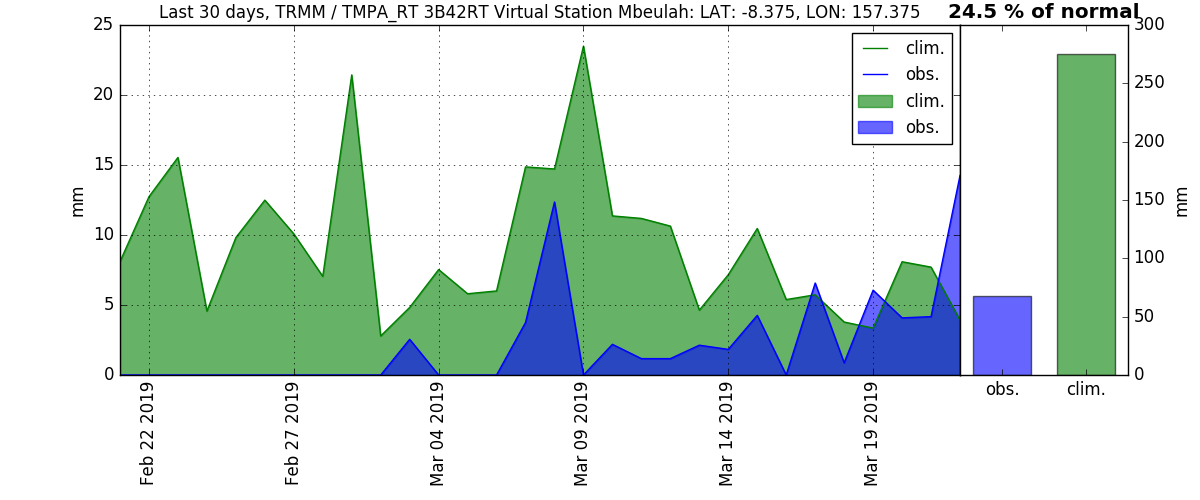 Last 30 days, TRMM / TMPA_RT 3B42RT Virtual Station Mbeulah: LAT: -8.375, LON: 157.375
24.5 % of normal
25
20
15
10
5
0
mm
clim.
obs.
clim.
obs.
Feb 22 2019
Feb 27 2019
Mar 04 2019
Mar 09 2019
Mar 14 2019
Mar 19 2019
300
250
200
150
100
50
0
mm
obs.
clim.